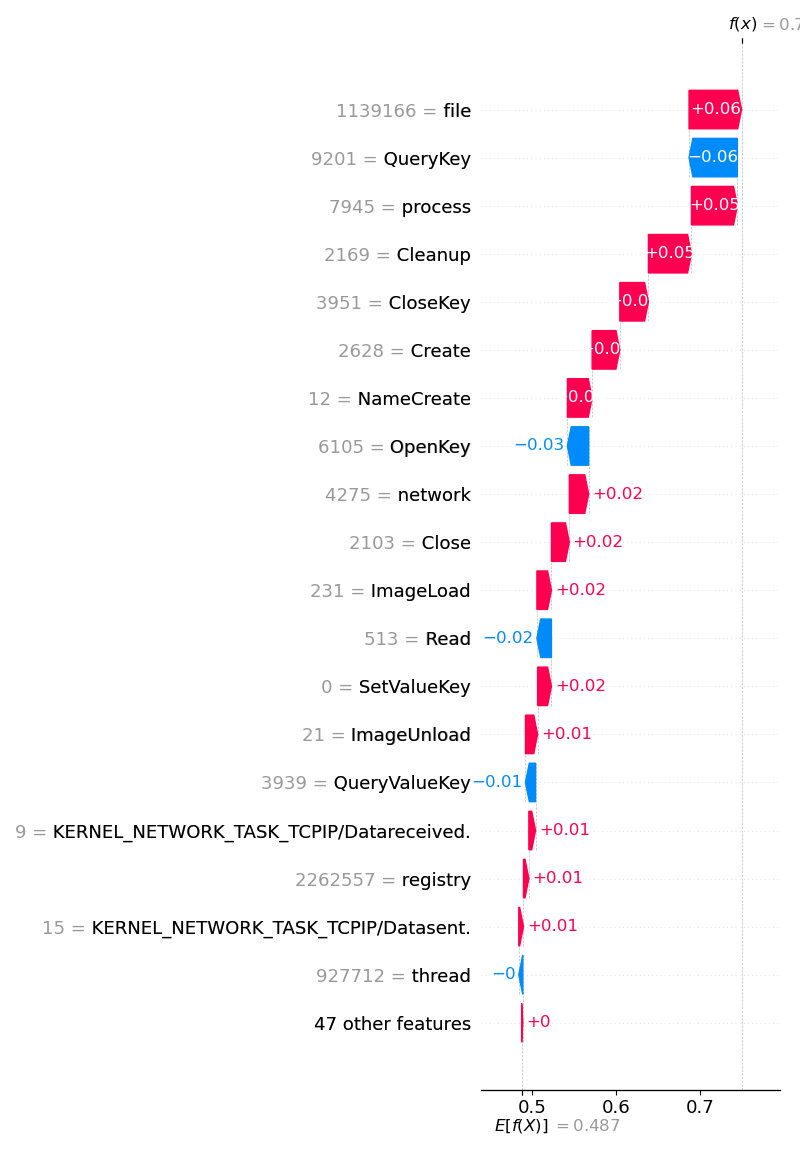 f(x) = 0.7
1139166 = file +0.06
9201 = QueryKey −0.06
7945 = process +0.05
2169 = Cleanup +0.05
3951 = CloseKey
2628 = Create
12 = NameCreate
6105 = OpenKey −0.03
4275 = network +0.02
2103 = Close +0.02
231 = ImageLoad +0.02
513 = Read −0.02
0 = SetValueKey +0.02
21 = ImageUnload +0.01
3939 = QueryValueKey −0.01
9 = KERNEL_NETWORK_TASK_TCPIP/Datareceived. +0.01
2262557 = registry +0.01
15 = KERNEL_NETWORK_TASK_TCPIP/Datasent. +0.01
927712 = thread −0
47 other features +0
0.5 0.6 0.7
E[f(X)] = 0.487